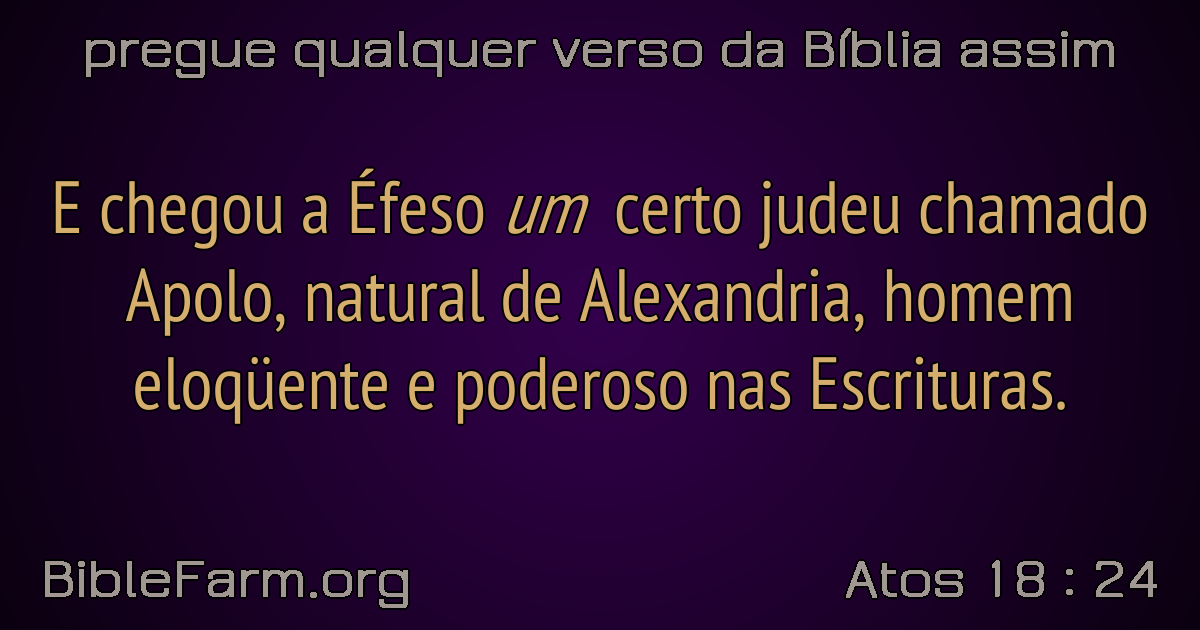 pregue qualquer verso da Bíblia assim
E chegou a Éfeso um certo judeu chamado
Apolo, natural de Alexandria, homem
eloqüente e poderoso nas Escrituras.
BibleFarm.org
Atos 18 : 24